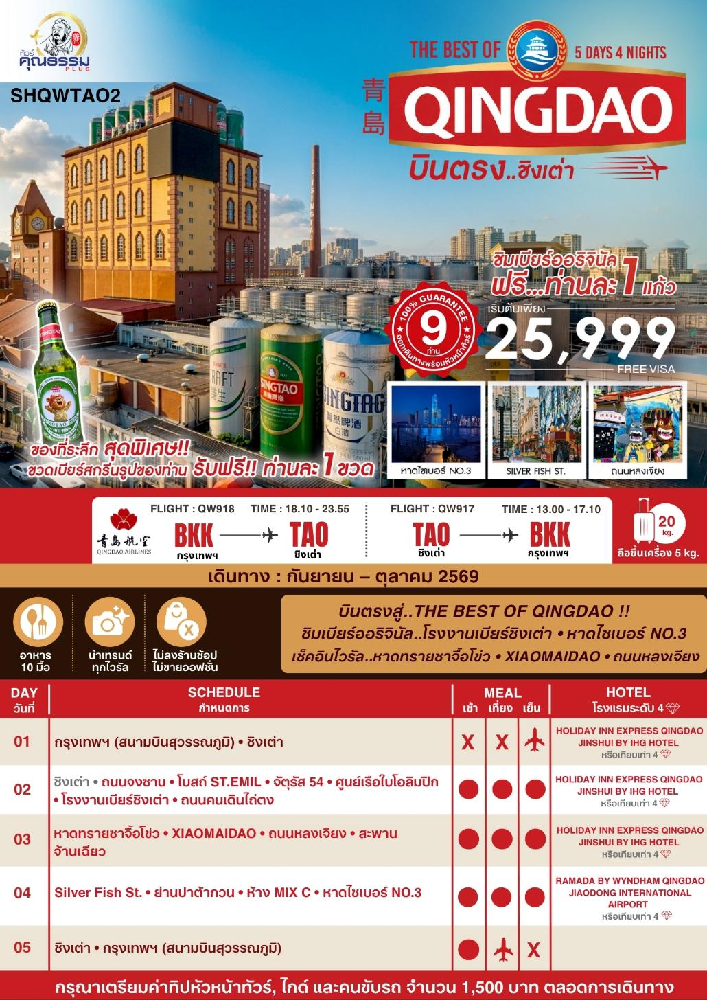 ทัวร์
คุณธรรม
PLUS
SHQWTAO2
THE BEST OF
5 DAYS 4 NIGHTS
青島
QINGDAO
บินตรง..ชิงเต่า
ชิมเบียร์ออริจินัล
ฟรี...ท่านละ 1 แก้ว
เริ่มต้นเพียง
25,999
FREE VISA
100% GUARANTEE
9
ท่าน
ออกเดินทางพร้อมหัวหน้าทัวร์
TSINGTAO
หาดไซเบอร์ NO.3
SILVER FISH ST.
ถนนหลงเจียง
ของที่ระลึก สุดพิเศษ!!
ขวดเบียร์สกรีนรูปของท่าน รับฟรี!! ท่านละ 1 ขวด
青島航空
QINGDAO AIRLINES
FLIGHT : QW918 TIME : 18.10 - 23.55
BKK TAO
กรุงเทพฯ ชิงเต่า
FLIGHT : QW917 TIME : 13.00 - 17.10
TAO BKK
ชิงเต่า กรุงเทพฯ
20
kg.
ถือขึ้นเครื่อง 5 kg.
เดินทาง : กันยายน – ตุลาคม 2569
อาหาร
10 มื้อ
นำเทรนด์
ทุกไวรัล
ไม่ลงร้านช้อป
ไม่ขายออฟชั่น
บินตรงสู่..THE BEST OF QINGDAO !!
ชิมเบียร์ออริจินัล..โรงงานเบียร์ชิงเต่า • หาดไซเบอร์ NO.3
เช็คอินไวรัล..หาดทรายซาจื้อโข่ว • XIAOMAIDAO • ถนนหลงเจียง
DAY SCHEDULE MEAL HOTEL
วันที่ กำหนดการ เช้า เที่ยง เย็น โรงแรมระดับ 4
01 กรุงเทพฯ (สนามบินสุวรรณภูมิ) • ชิงเต่า X X
HOLIDAY INN EXPRESS QINGDAO
JINSHUI BY IHG HOTEL
หรือเทียบเท่า 4
02 ชิงเต่า • ถนนจงซาน • โบสถ์ ST.EMIL • จัตุรัส 54 • ศูนย์เรือใบโอลิมปิก
• โรงงานเบียร์ชิงเต่า • ถนนคนเดินไถ่ตง
HOLIDAY INN EXPRESS QINGDAO
JINSHUI BY IHG HOTEL
หรือเทียบเท่า 4
03 หาดทรายซาจื้อโข่ว • XIAOMAIDAO • ถนนหลงเจียง • สะพาน
จ้านเฉียว
HOLIDAY INN EXPRESS QINGDAO
JINSHUI BY IHG HOTEL
หรือเทียบเท่า 4
04 Silver Fish St. • ย่านปาต้ากวน • ห้าง MIX C • หาดไซเบอร์ NO.3
RAMADA BY WYNDHAM QINGDAO
JIAODONG INTERNATIONAL
AIRPORT
หรือเทียบเท่า 4
05 ชิงเต่า • กรุงเทพฯ (สนามบินสุวรรณภูมิ) X
กรุณาเตรียมค่าทิปหัวหน้าทัวร์, ไกด์ และคนขับรถ จำนวน 1,500 บาท ตลอดการเดินทาง